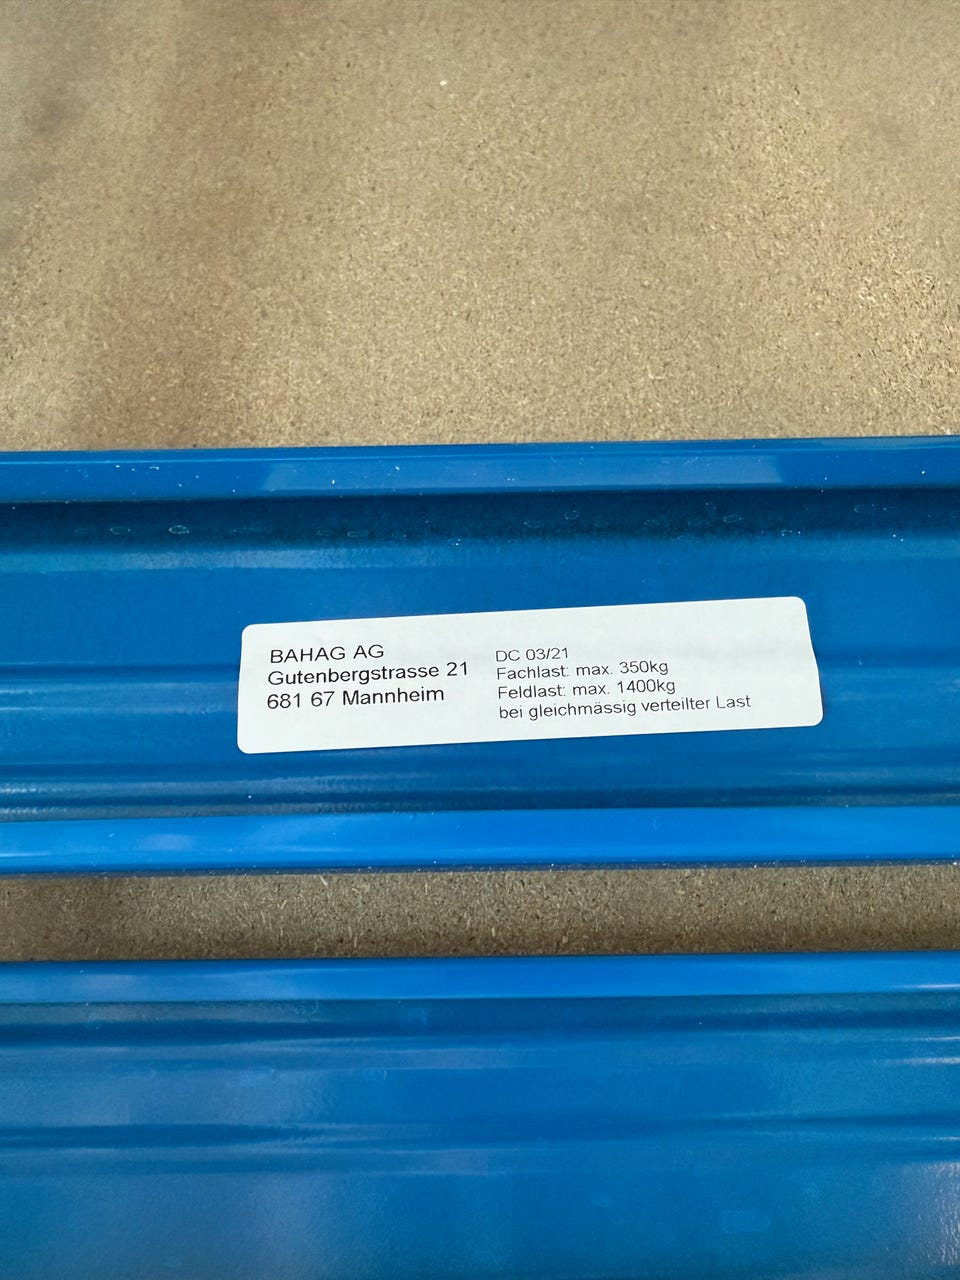 BAHAG AG
Gutenbergstrasse 21
681 67 Mannheim
DC 03/21
Fachlast: max. 350kg
Feldlast: max. 1400kg
bei gleichmässig verteilter Last